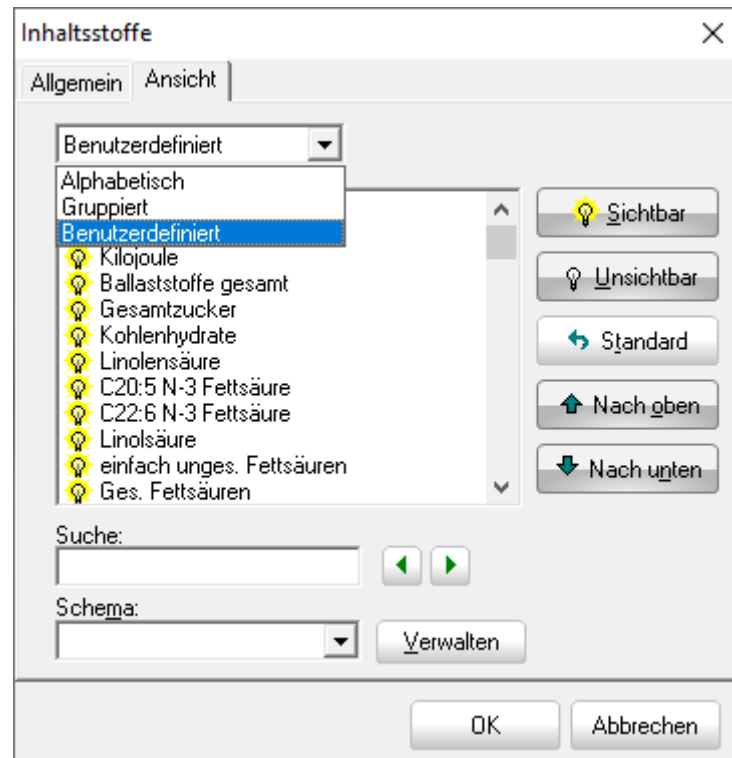 Inhaltsstoffe
Allgemein Ansicht
Benutzerdefiniert
Alphabetisch
Gruppiert
Benutzerdefiniert
Kilojoule
Ballaststoffe gesamt
Gesamtzucker
Kohlenhydrate
Linolensäure
C20:5 N-3 Fettsäure
C22:6 N-3 Fettsäure
Linolsäure
einfach unges. Fettsäuren
Ges. Fettsäuren
Sichtbar
Unsichtbar
Standard
Nach oben
Nach unten
Suche:
Schema:
Verwalten
OK Abbrechen